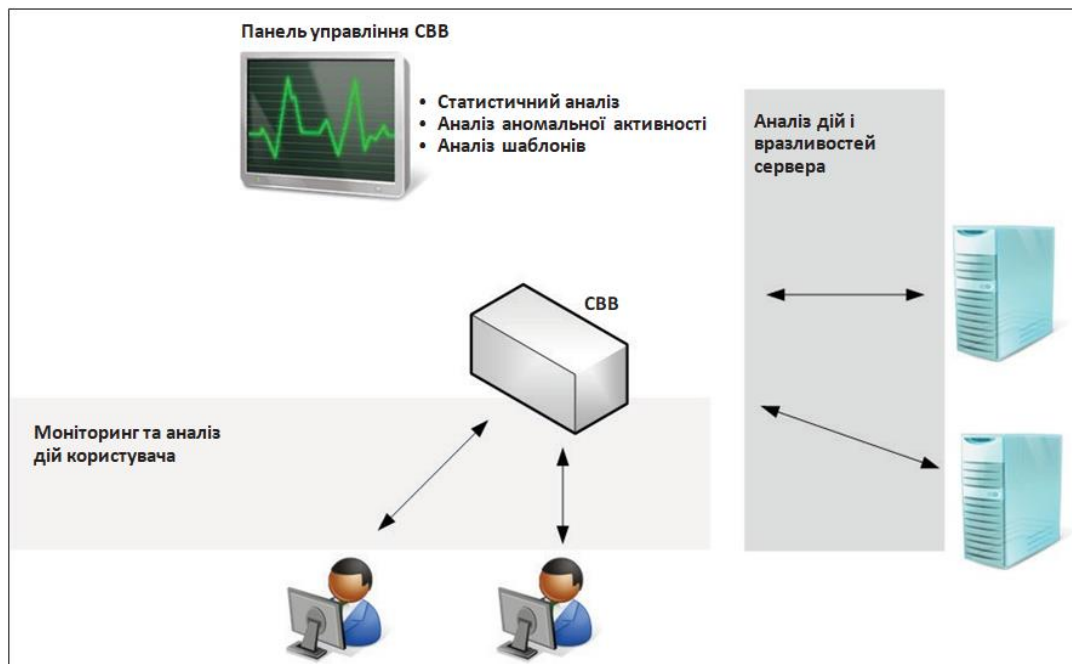 Панель управління СВВ
• Статистичний аналіз
• Аналіз аномальної активності
• Аналіз шаблонів
Аналіз дій і
вразливостей
сервера
СВВ
Моніторинг та аналіз
дій користувача